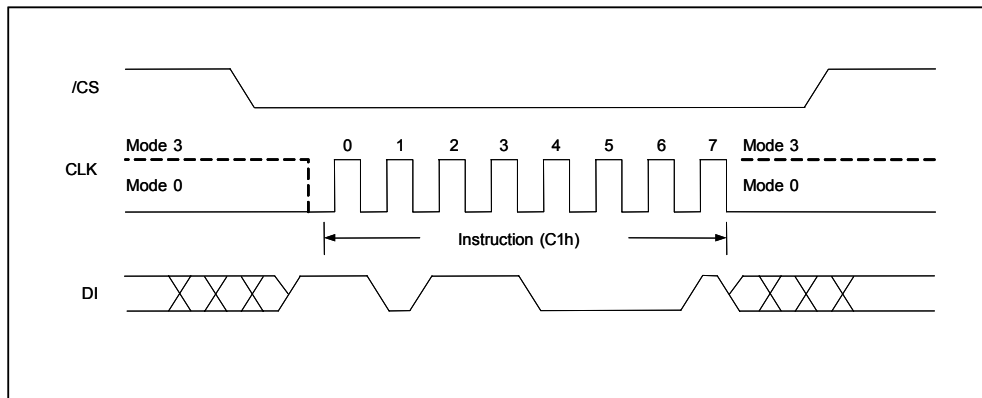 /CS
Mode 3 0 1 2 3 4 5 6 7 Mode 3
CLK
Mode 0 Mode 0
Instruction (C1h)
DI